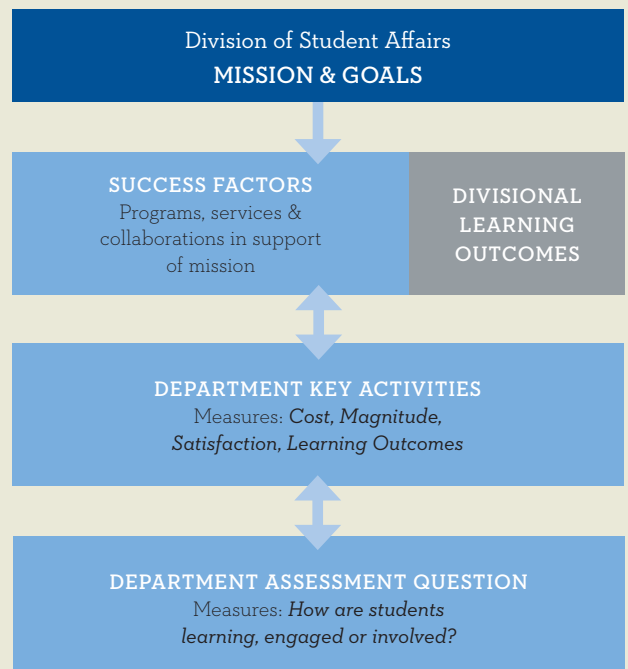 Division of Student Affairs
MISSION & GOALS
SUCCESS FACTORS
Programs, services &
collaborations in support
of mission
DIVISIONAL
LEARNING
OUTCOMES
DEPARTMENT KEY ACTIVITIES
Measures: Cost, Magnitude,
Satisfaction, Learning Outcomes
DEPARTMENT ASSESSMENT QUESTION
Measures: How are students
learning, engaged or involved?